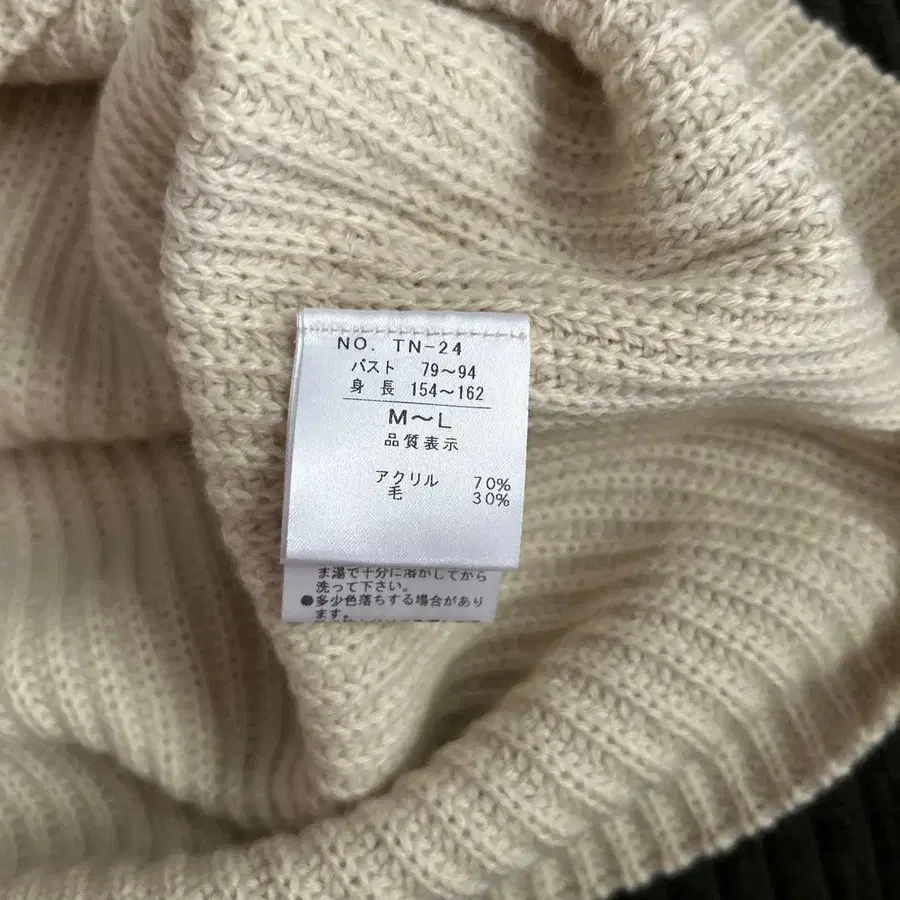 NO. TN-24
バスト 79〜94
身長 154〜162
M〜L
品質表示
アクリル 70%
毛 30%
ま湯で十分に溶かしてから
洗って下さい。
●多少色落ちする場合があり
ます。